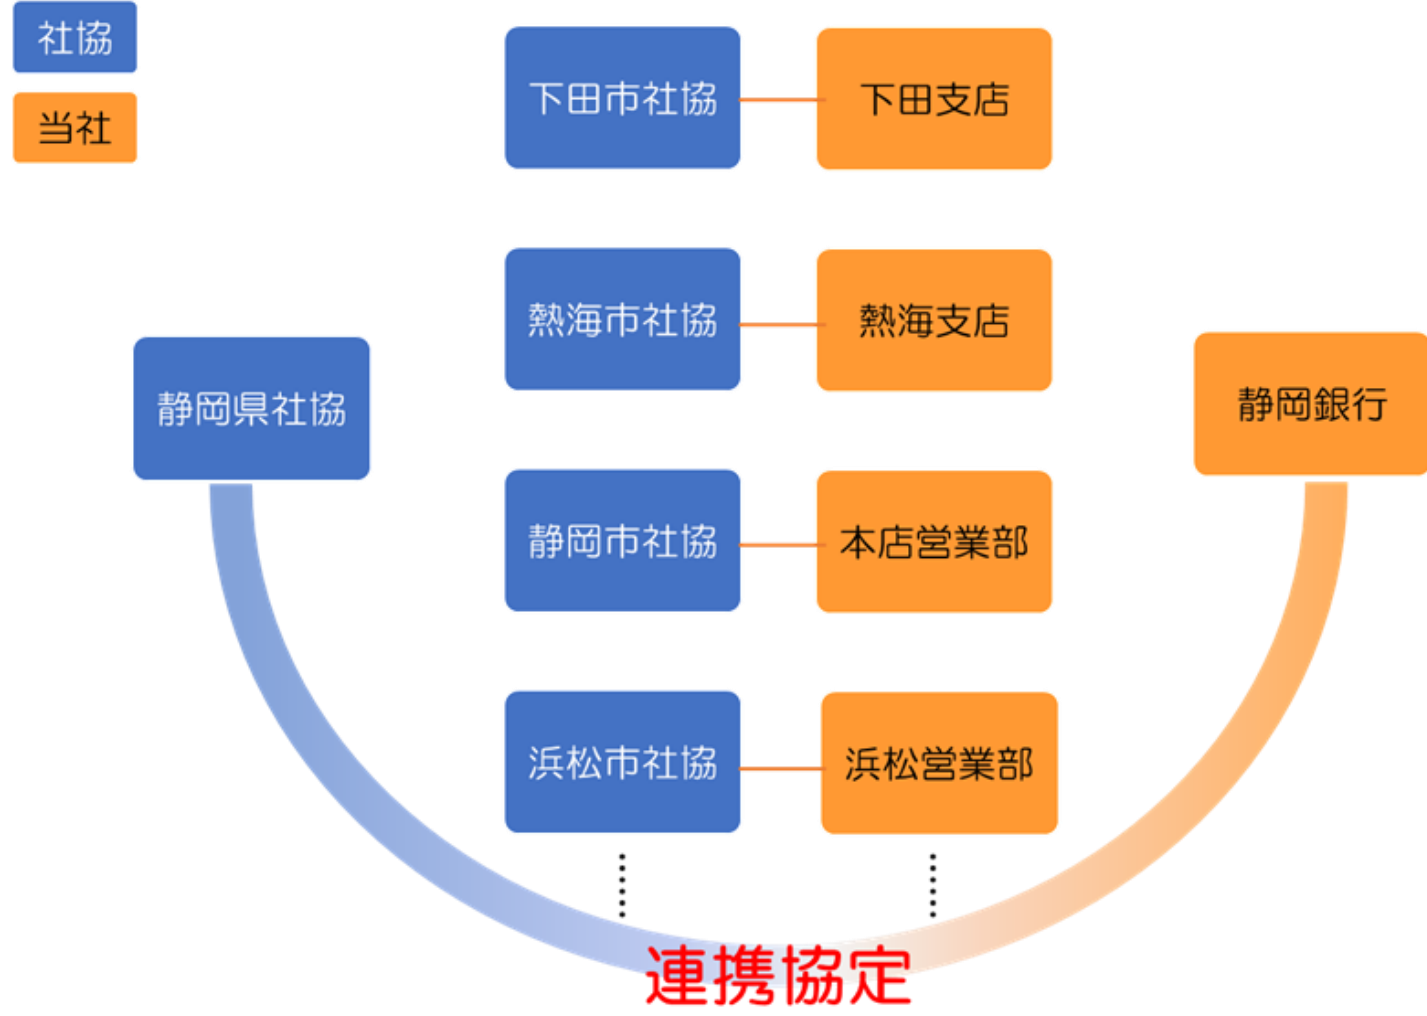 社協
当社
下田市社協
下田支店
熱海市社協
熱海支店
静岡県社協
静岡銀行
静岡市社協
本店営業部
浜松市社協
浜松営業部
連携協定